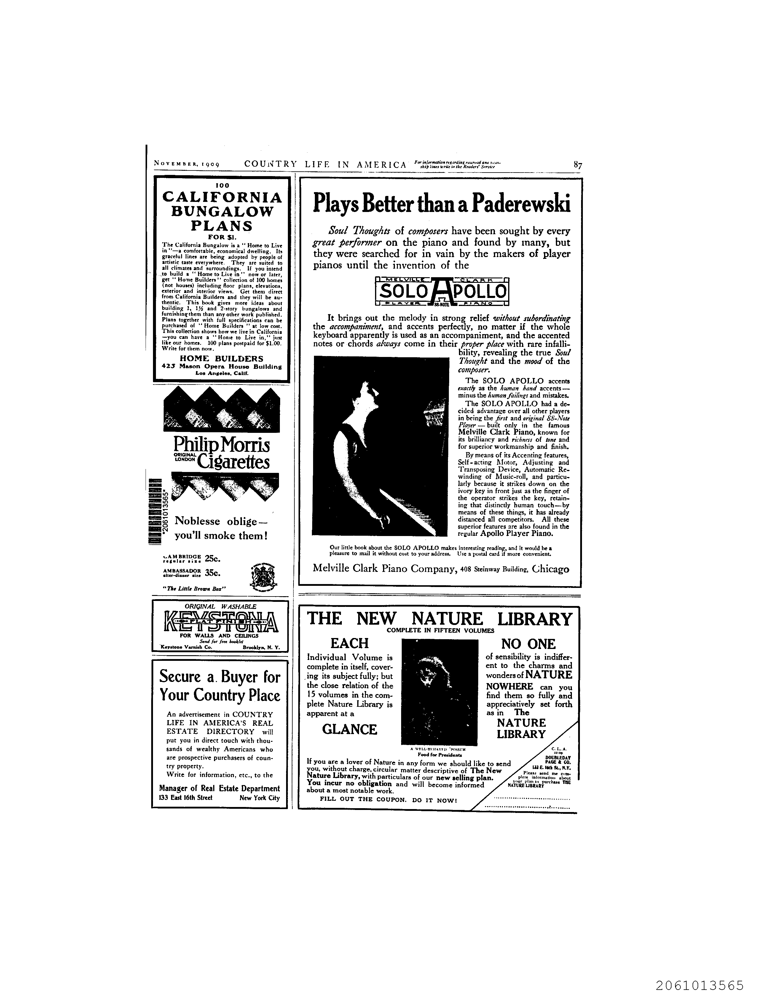 NOVEMBER, 1909
COUNTRY LIFE IN AMERICA
87
100
CALIFORNIA
BUNGALOW
PLANS
FOR $1.
The California Bungalow is a "Home to Live
in"—a comfortable, economical dwelling. Its
graceful lines are being adopted by people of
artistic taste everywhere. They are suited to
all climates and surroundings. If you intend
to build a "Home to Live in" now or later,
get "Home Builders" collection of 100 homes
(not houses) including floor plans, elevations,
exterior and interior views. Get them direct
from California Builders and they will be au-
thentic. This book gives more ideas about
building 1, 1½ and 2-story bungalows and
furnishing them than any other work published.
Plans together with full specifications can be
purchased of "Home Builders" at low cost.
This collection shows how we live in California
—you can have a "Home to Live in," just
like our homes. 100 plans postpaid for $1.00.
Write for them now.
HOME BUILDERS
425 Mason Opera House Building
Los Angeles, Calif.
Philip Morris
ORIGINAL
LONDON
Cigarettes
*2061013565*
Noblesse oblige—
you'll smoke them!
CAMBRIDGE 25c.
regular size
AMBASSADOR 35c.
after-dinner size
"The Little Brown Box"
ORIGINAL WASHABLE
KEYSTONA
FLAT FINISH
FOR WALLS AND CEILINGS
Send for free booklet
Keystone Varnish Co. Brooklyn, N. Y.
Secure a Buyer for
Your Country Place
An advertisement in COUNTRY
LIFE IN AMERICA'S REAL
ESTATE DIRECTORY will
put you in direct touch with thou-
sands of wealthy Americans who
are prospective purchasers of coun-
try property.
Write for information, etc., to the
Manager of Real Estate Department
133 East 16th Street New York City
Plays Better than a Paderewski
Soul Thoughts of composers have been sought by every
great performer on the piano and found by many, but
they were searched for in vain by the makers of player
pianos until the invention of the
MELVILLE CLARK
SOLO APOLLO
PLAYER PIANO
88-NOTE
It brings out the melody in strong relief without subordinating
the accompaniment, and accents perfectly, no matter if the whole
keyboard apparently is used as an accompaniment, and the accented
notes or chords always come in their proper place with rare infalli-
bility, revealing the true Soul
Thought and the mood of the
composer.
The SOLO APOLLO accents
exactly as the human hand accents—
minus the human failings and mistakes.
The SOLO APOLLO had a de-
cided advantage over all other players
in being the first and original 88-Note
Player—built only in the famous
Melville Clark Piano, known for
its brilliancy and richness of tone and
for superior workmanship and finish.
By means of its Accenting features,
Self-acting Motor, Adjusting and
Transposing Device, Automatic Re-
winding of Music-roll, and particu-
larly because it strikes down on the
ivory key in front just as the finger of
the operator strikes the key, retain-
ing that distinctly human touch—by
means of these things, it has already
distanced all competitors. All these
superior features are also found in the
regular Apollo Player Piano.
Our little book about the SOLO APOLLO makes interesting reading, and it would be a
pleasure to mail it without cost to your address. Use a postal card if more convenient.
Melville Clark Piano Company, 408 Steinway Building, Chicago
THE NEW NATURE LIBRARY
COMPLETE IN FIFTEEN VOLUMES
EACH
Individual Volume is
complete in itself, cover-
ing its subject fully; but
the close relation of the
15 volumes in the com-
plete Nature Library is
apparent at a
GLANCE
Food for Presidents
NO ONE
of sensibility is indiffer-
ent to the charms and
wonders of NATURE
NOWHERE can you
find them so fully and
appreciatively set forth
as in The
NATURE
LIBRARY
If you are a lover of Nature in any form we should like to send
you, without charge, circular matter descriptive of The New
Nature Library, with particulars of our new selling plan.
You incur no obligation and will become informed
about a most notable work.
FILL OUT THE COUPON. DO IT NOW!
C. L. A.
DOUBLEDAY
PAGE & CO.
133 E. 16th St., N.Y.
Please send me com-
plete information about
your plan to purchase THE
NATURE LIBRARY
2061013565